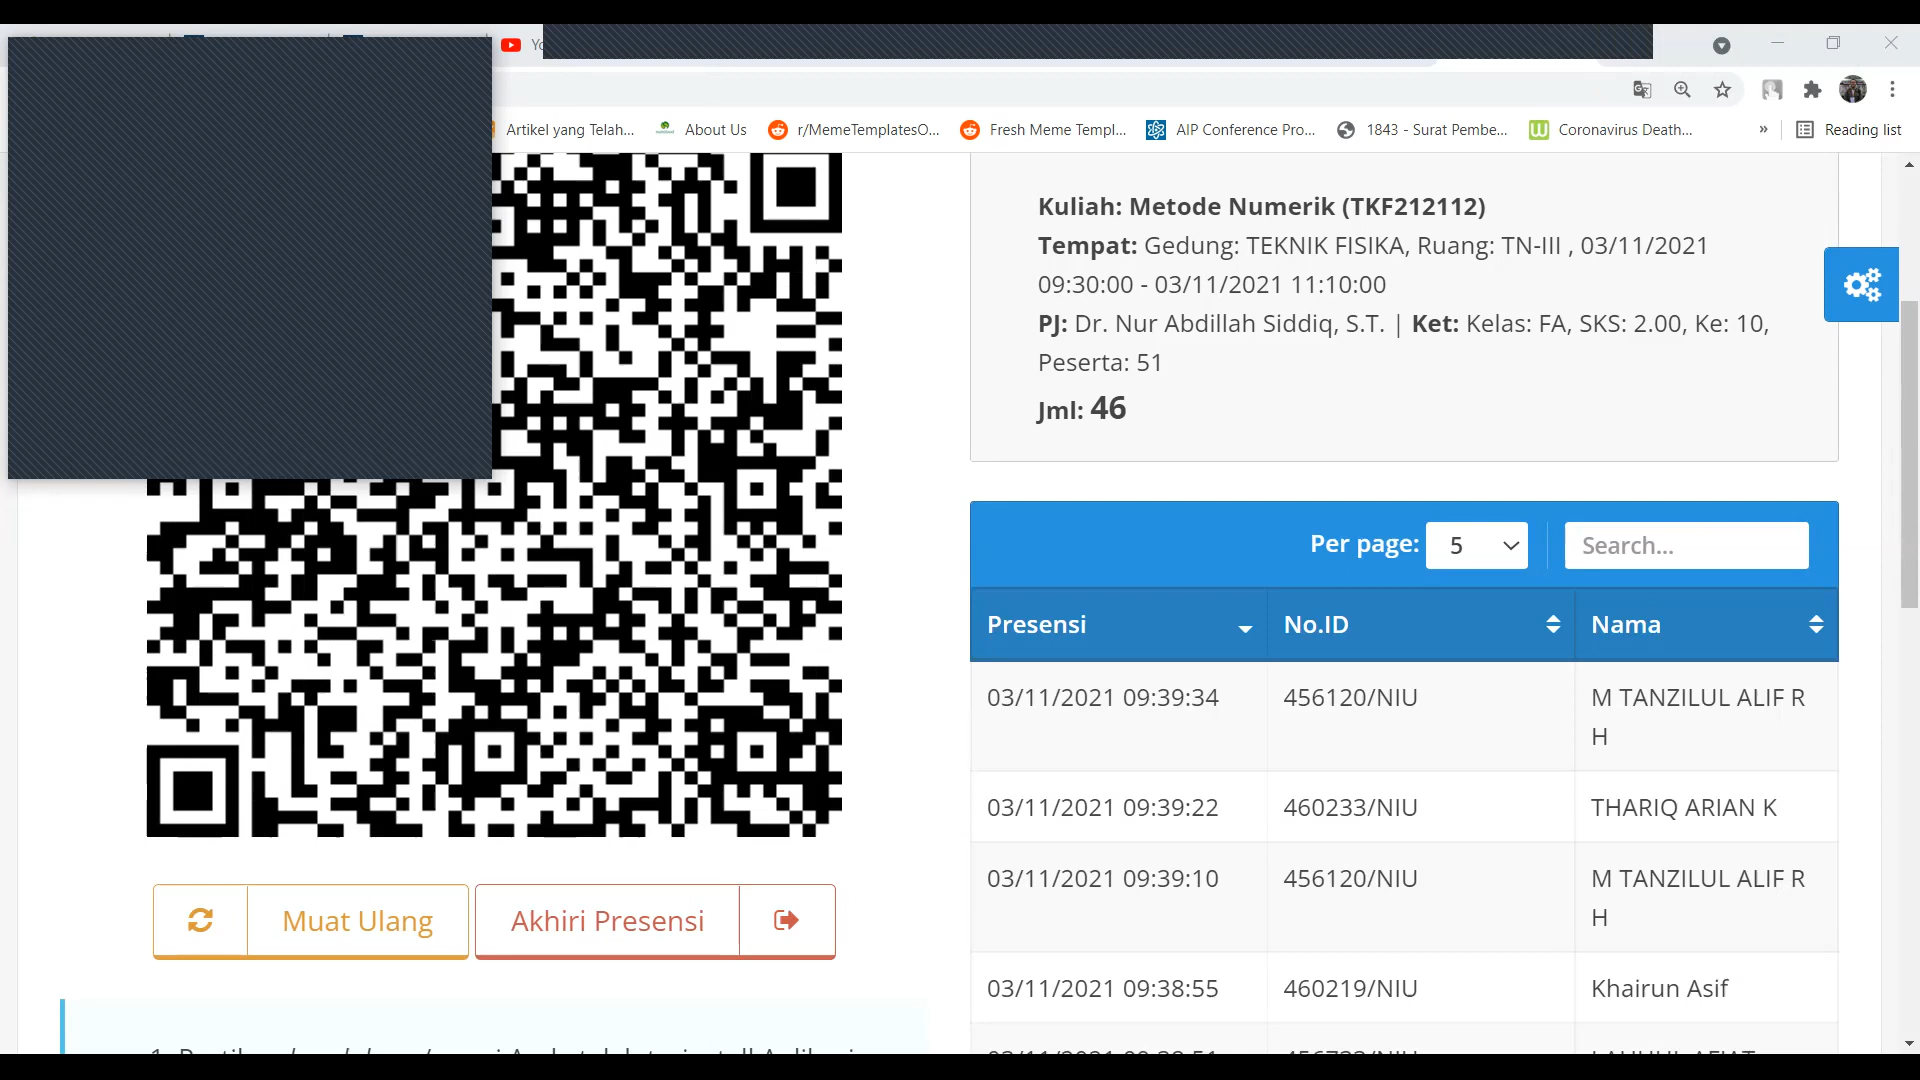 Artikel yang Telah... About Us r/MemeTemplatesO... Fresh Meme Templ... AIP Conference Pro... 1843 - Surat Pembe... Coronavirus Death... » Reading list
Kuliah: Metode Numerik (TKF212112)
Tempat: Gedung: TEKNIK FISIKA, Ruang: TN-III , 03/11/2021
09:30:00 - 03/11/2021 11:10:00
PJ: Dr. Nur Abdillah Siddiq, S.T. | Ket: Kelas: FA, SKS: 2.00, Ke: 10,
Peserta: 51
Jml: 46
Per page: 5 Search...
Presensi No.ID Nama
03/11/2021 09:39:34 456120/NIU M TANZILUL ALIF R
H
03/11/2021 09:39:22 460233/NIU THARIQ ARIAN K
03/11/2021 09:39:10 456120/NIU M TANZILUL ALIF R
H
03/11/2021 09:38:55 460219/NIU Khairun Asif
Muat Ulang Akhiri Presensi